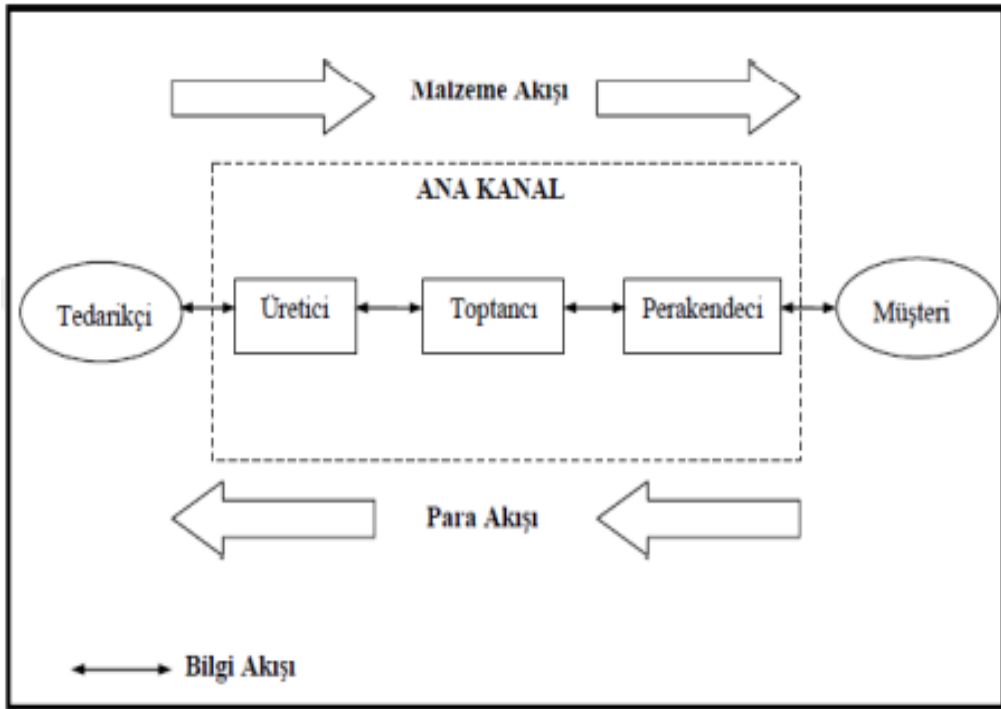 Malzeme Akışı
ANA KANAL
Tedarikçi
Üretici
Toptancı
Perakendeci
Müşteri
Para Akışı
Bilgi Akışı